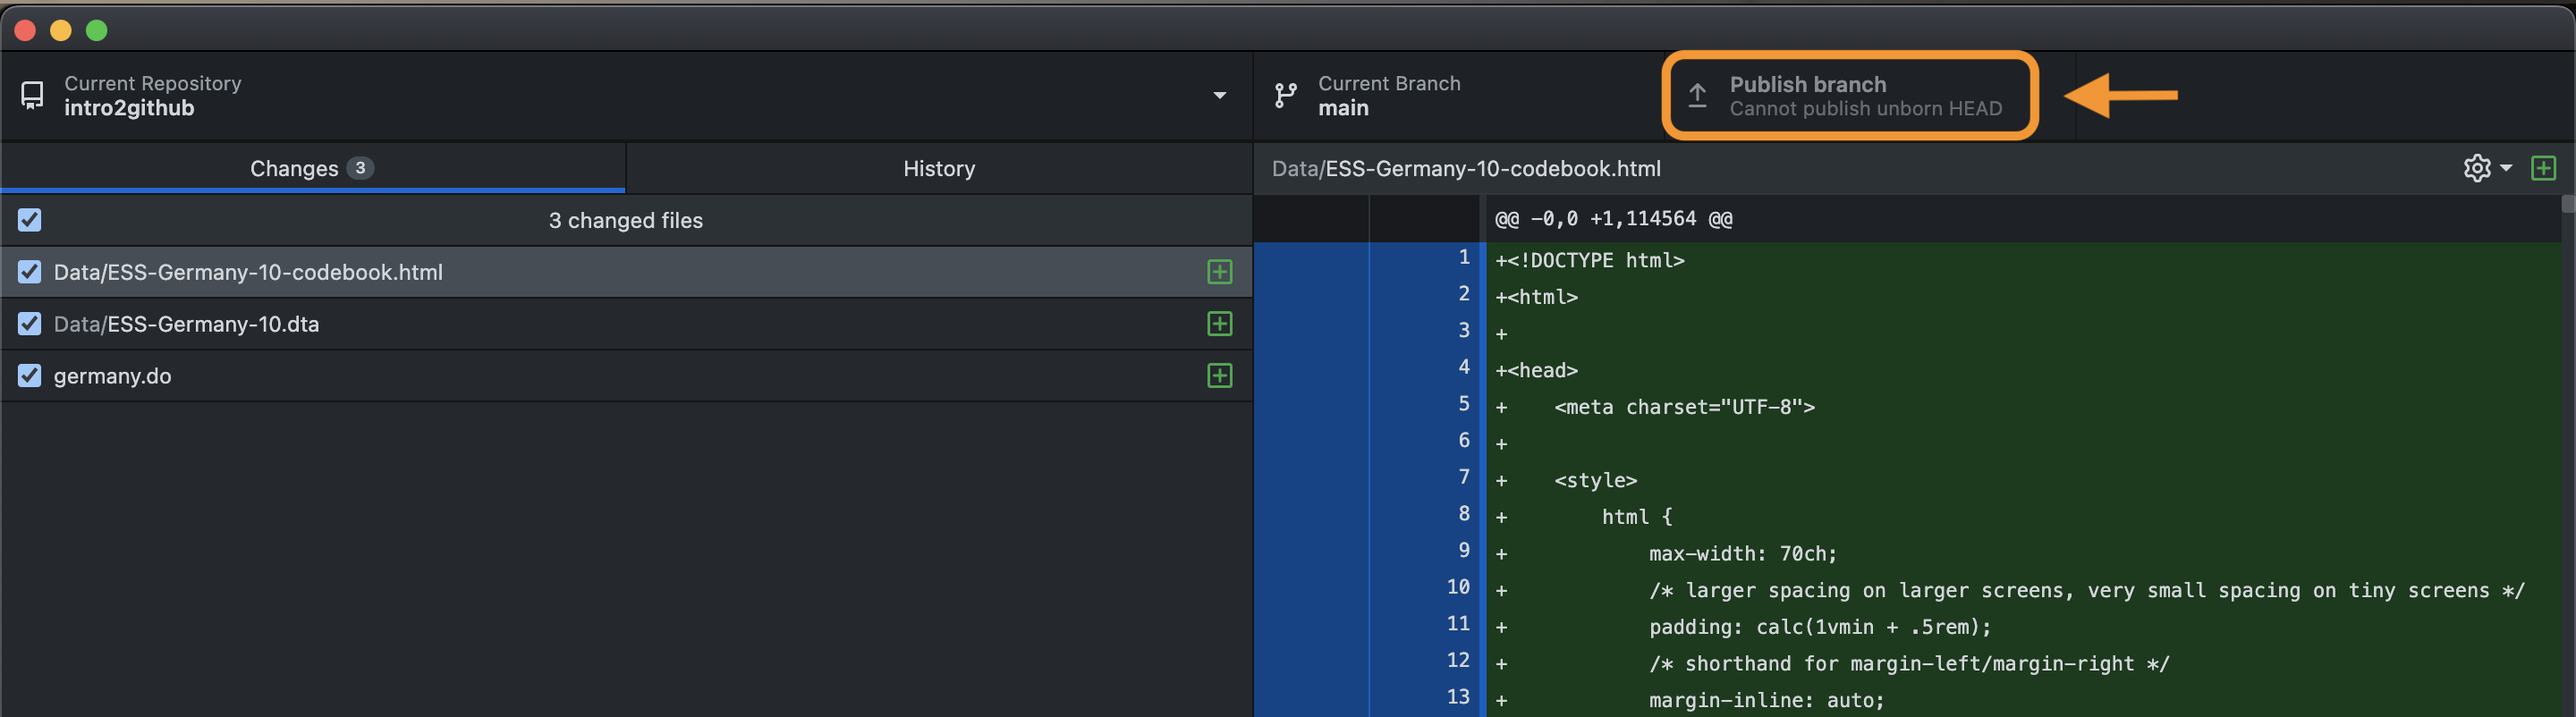 Current Repository
intro2github
Current Branch
main
Publish branch
Cannot publish unborn HEAD
Changes 3
History
Data/ESS-Germany-10-codebook.html
3 changed files
Data/ESS-Germany-10-codebook.html
Data/ESS-Germany-10.dta
germany.do
@@ -0,0 +1,114564 @@
1 +<!DOCTYPE html>
2 +<html>
3 +
4 +<head>
5 +    <meta charset="UTF-8">
6 +
7 +    <style>
8 +        html {
9 +            max-width: 70ch;
10 +            /* larger spacing on larger screens, very small spacing on tiny screens */
11 +            padding: calc(1vmin + .5rem);
12 +            /* shorthand for margin-left/margin-right */
13 +            margin-inline: auto;